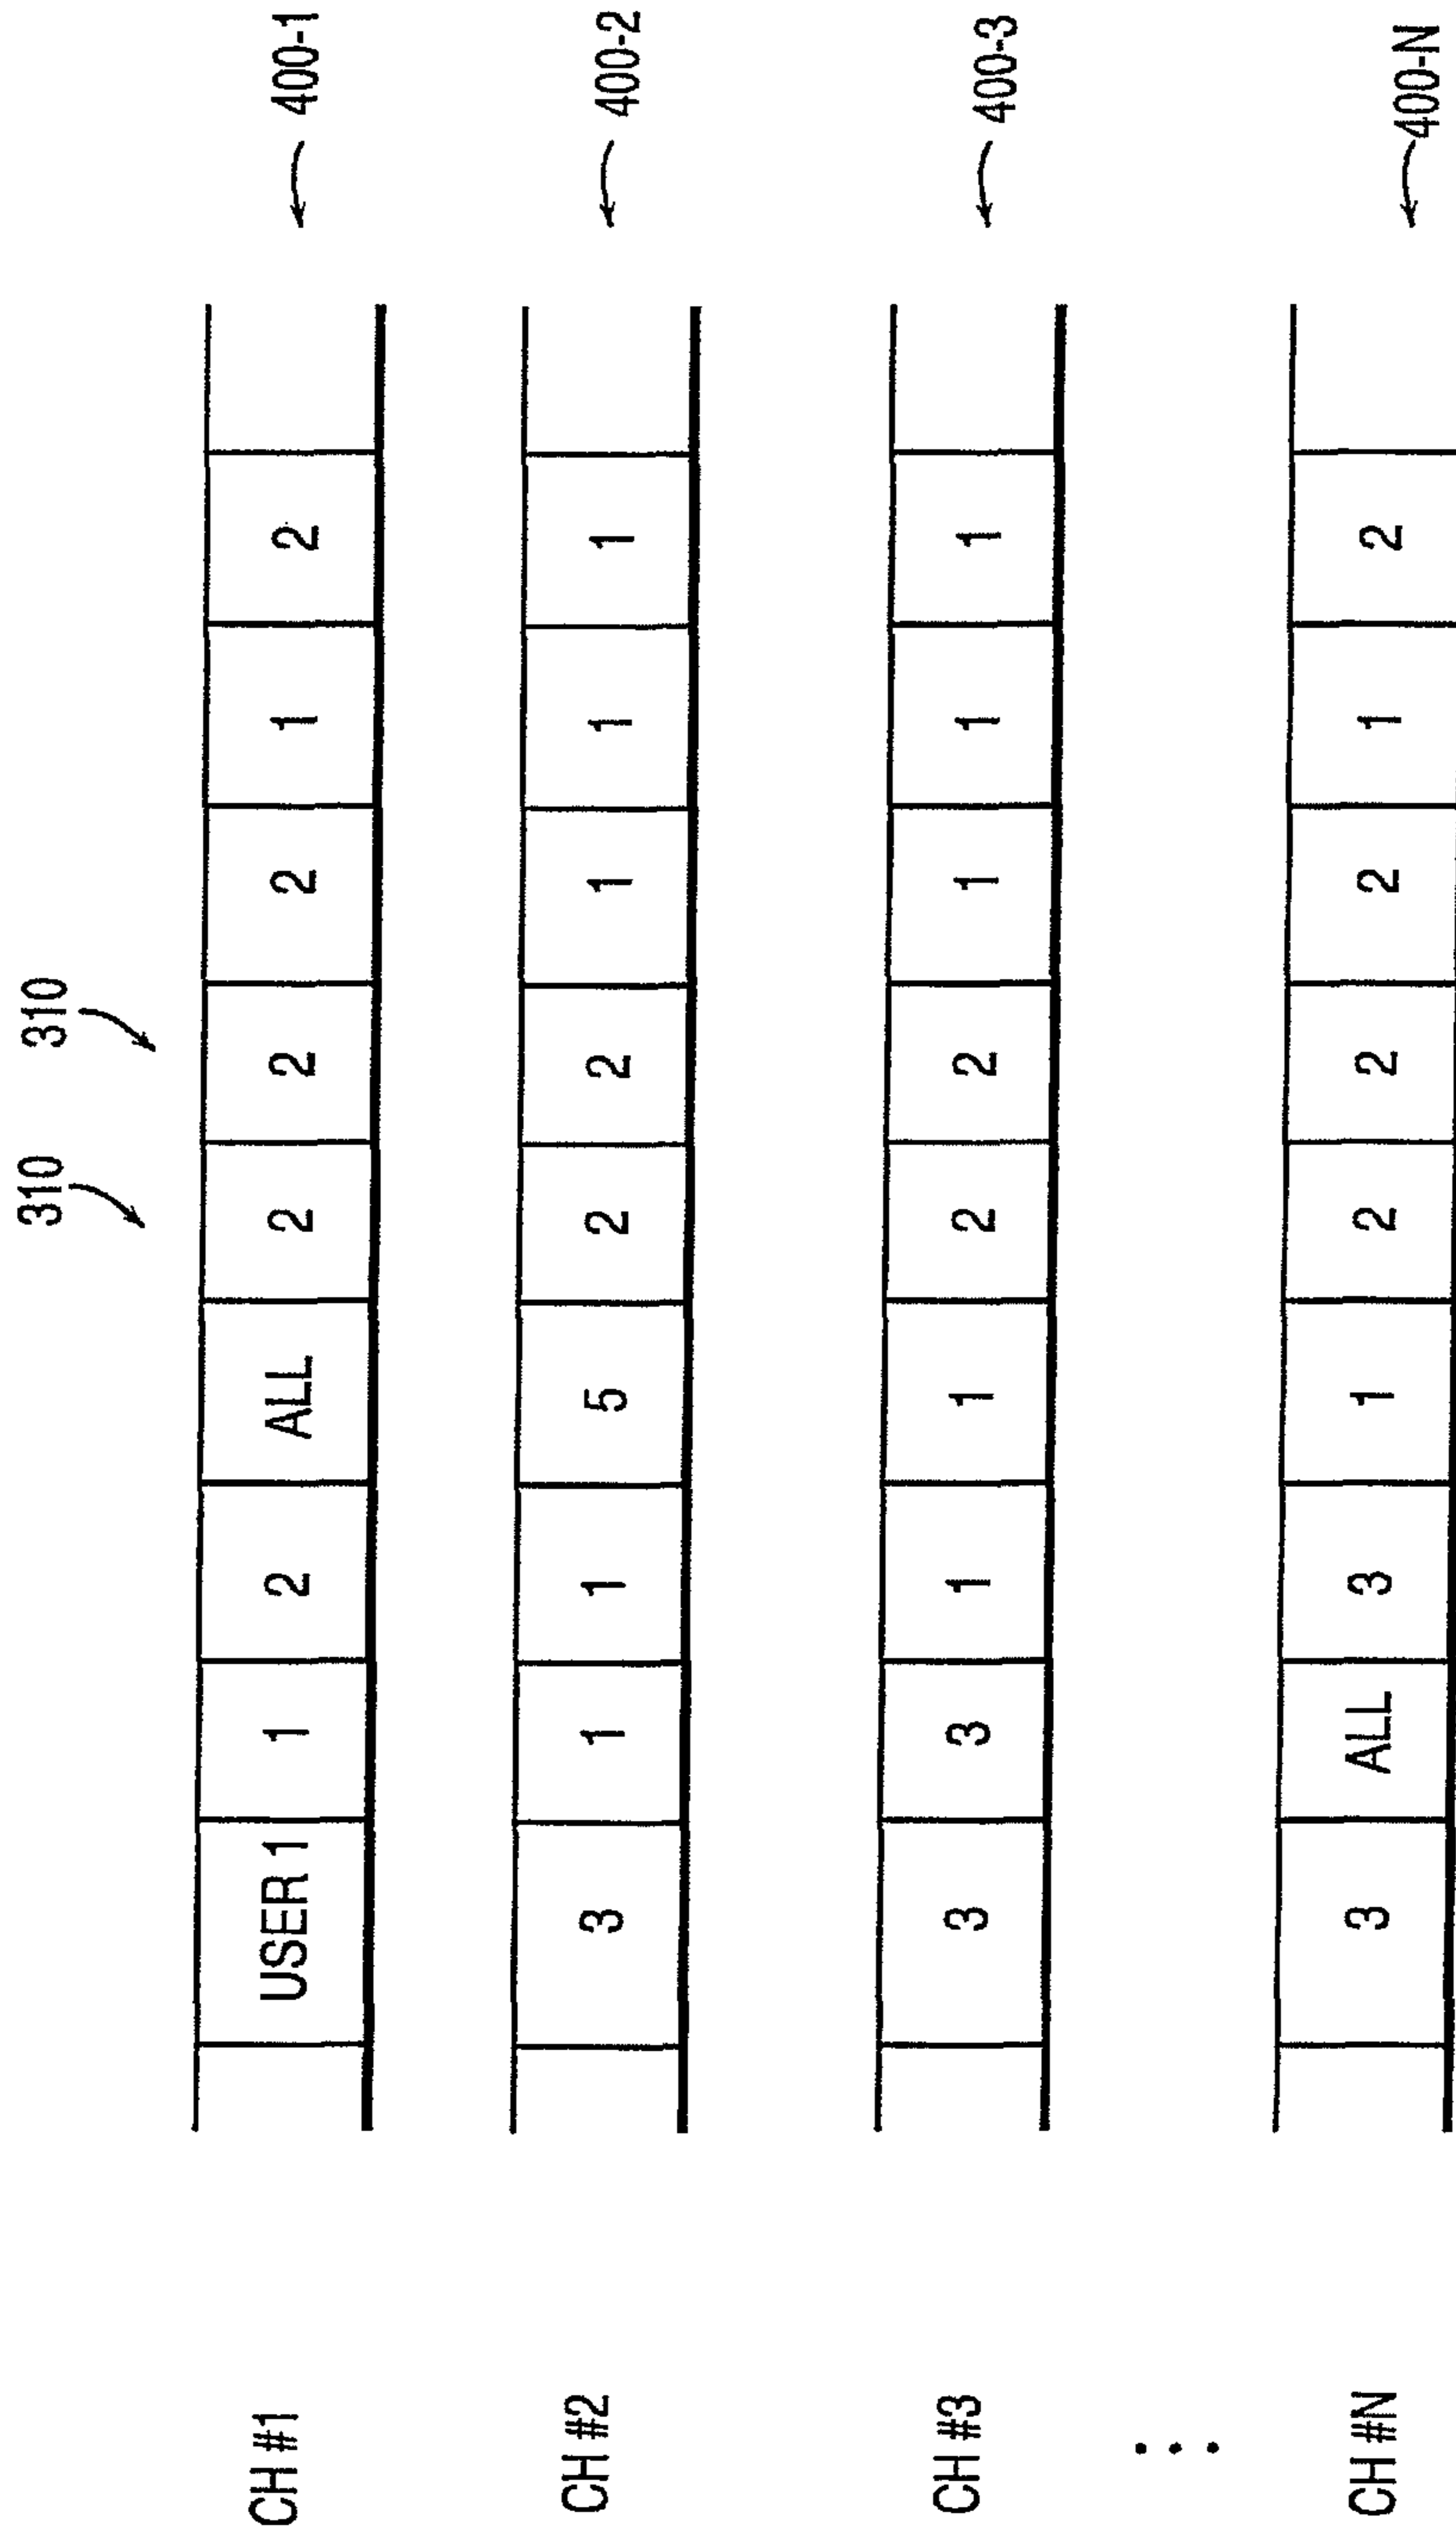 310 310
CH #1 USER 1 1 2 ALL 2 2 2 1 2 400-1
CH #2 3 1 1 5 2 2 1 1 1 400-2
CH #3 3 3 1 1 2 2 1 1 1 400-3
CH #N 3 ALL 3 1 2 2 2 1 2 400-N